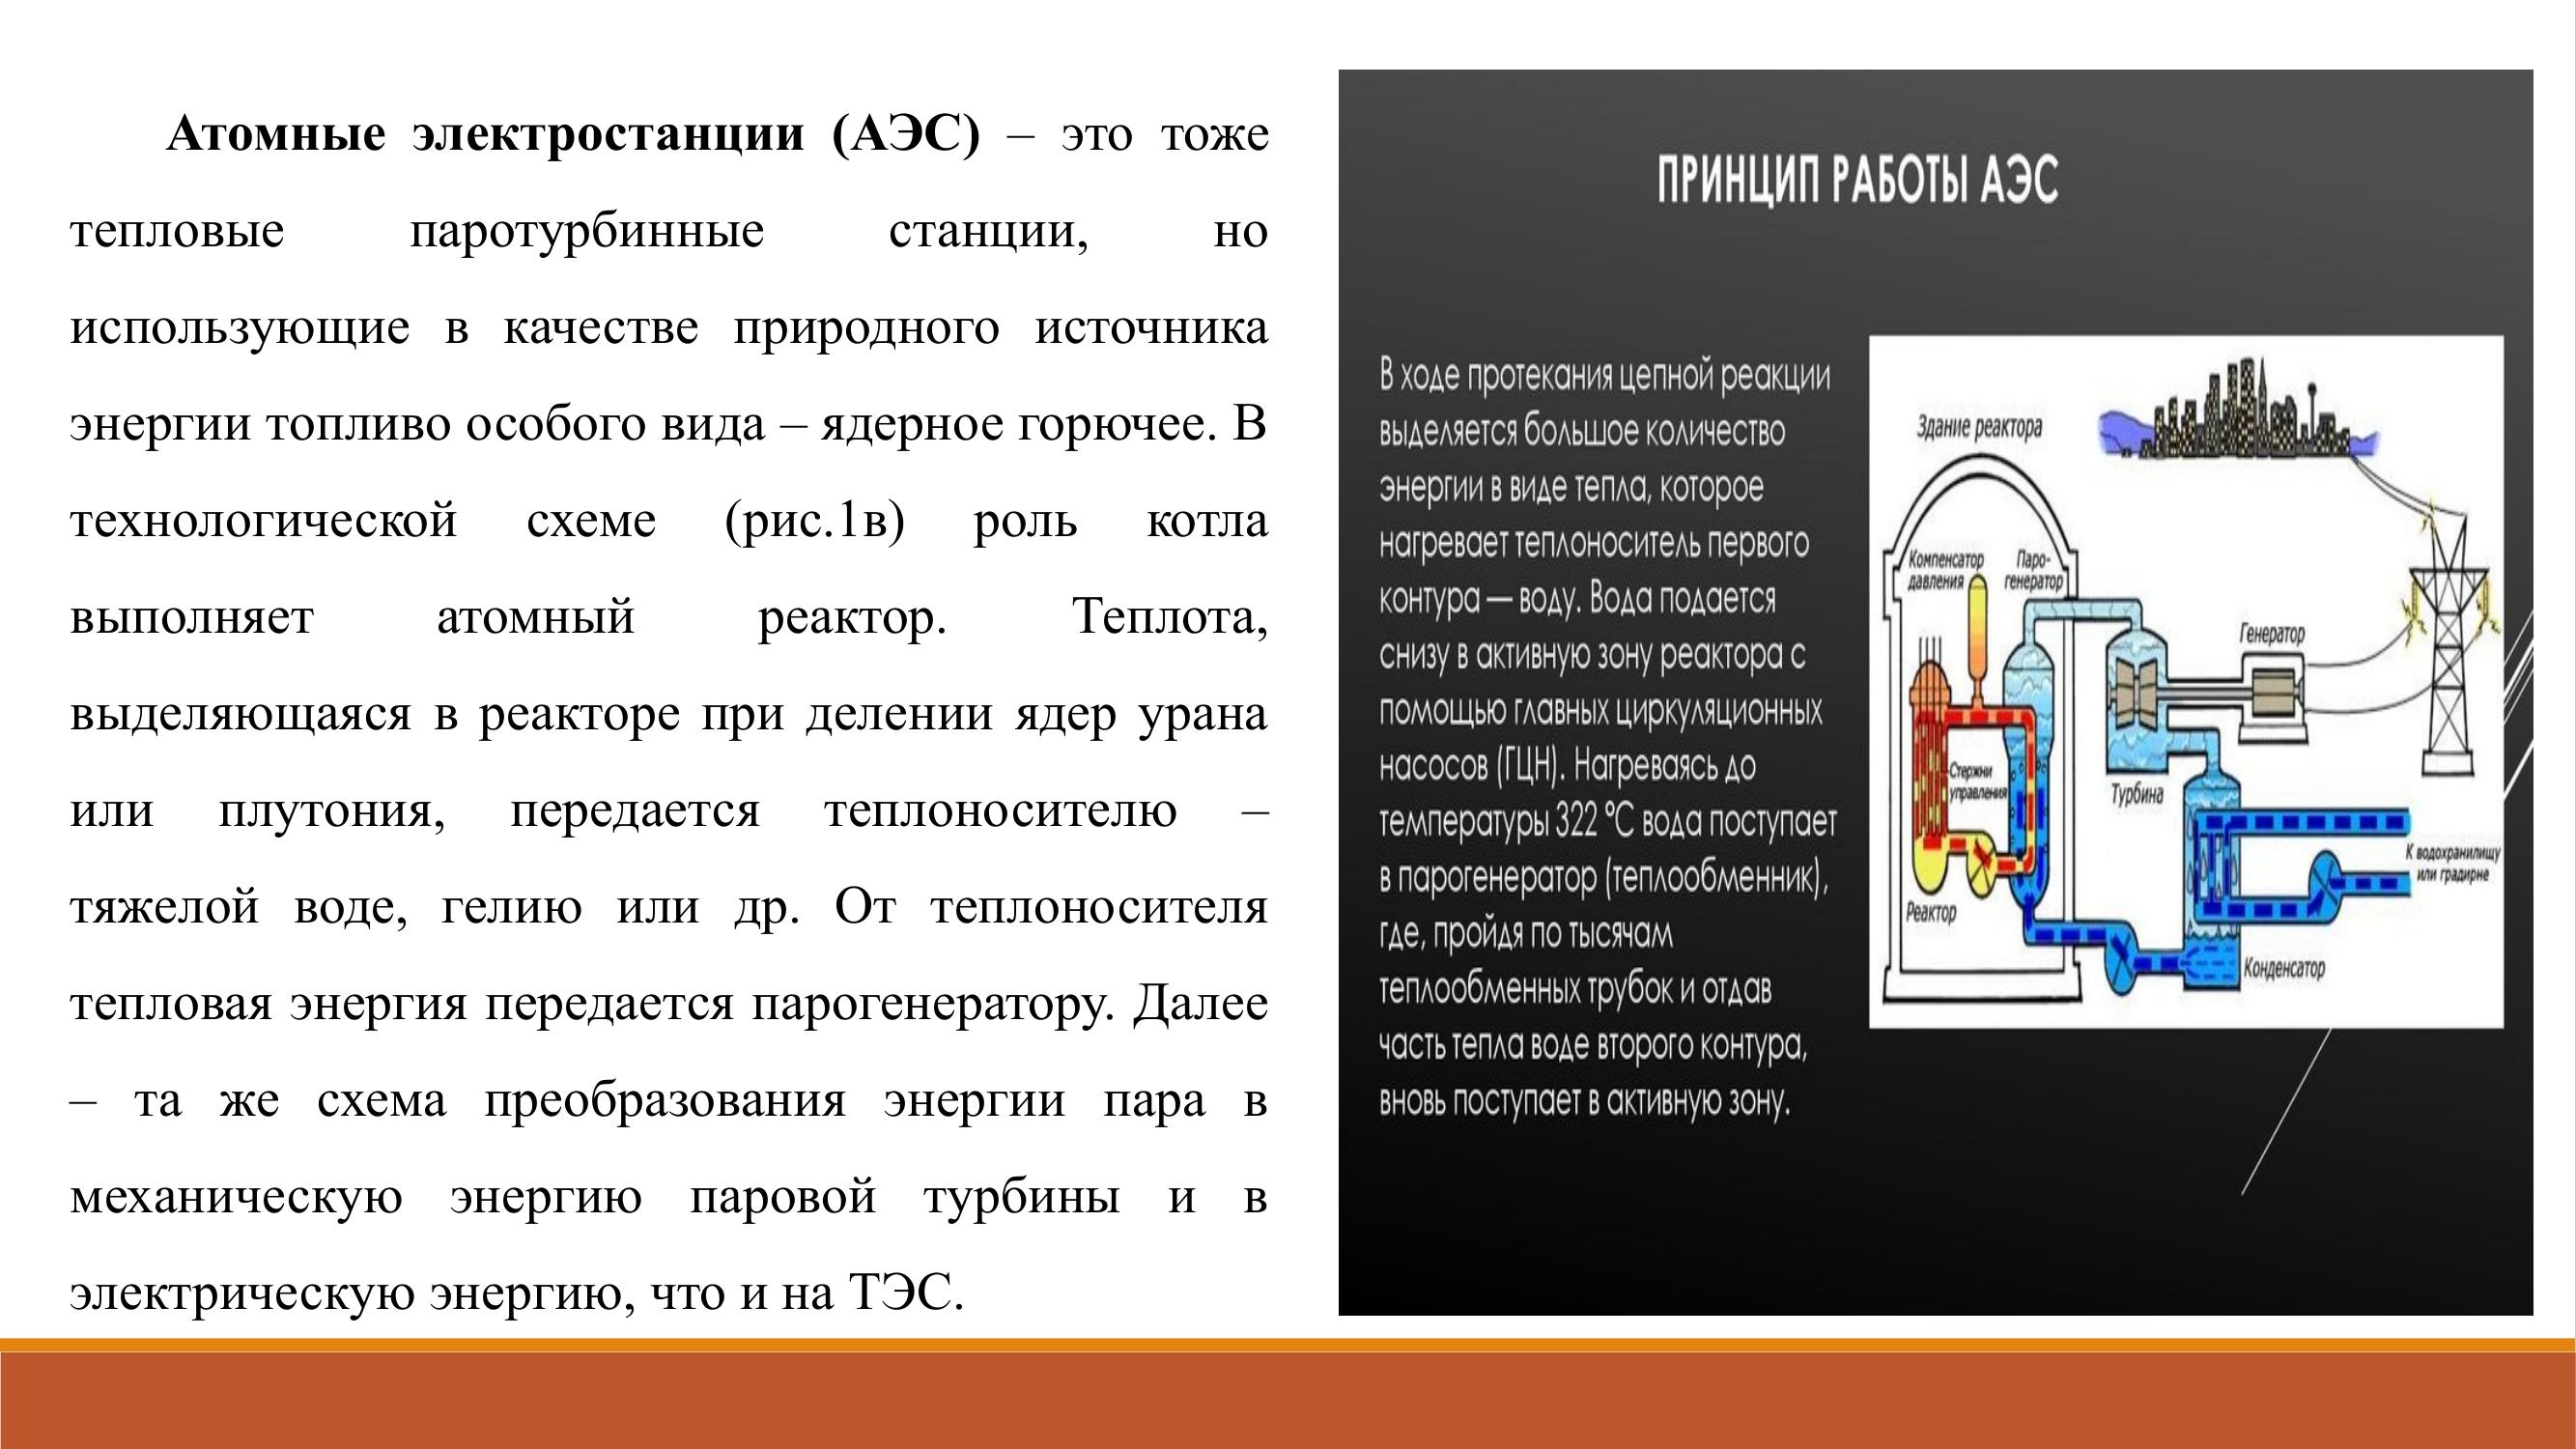 Атомные электростанции (АЭС) – это тоже
тепловые паротурбинные станции, но
использующие в качестве природного источника
энергии топливо особого вида – ядерное горючее. В
технологической схеме (рис.1в) роль котла
выполняет атомный реактор. Теплота,
выделяющаяся в реакторе при делении ядер урана
или плутония, передается теплоносителю –
тяжелой воде, гелию или др. От теплоносителя
тепловая энергия передается парогенератору. Далее
– та же схема преобразования энергии пара в
механическую энергию паровой турбины и в
электрическую энергию, что и на ТЭС.
ПРИНЦИП РАБОТЫ АЭС
В ходе протекания цепной реакции
выделяется большое количество
энергии в виде тепла, которое
нагревает теплоноситель первого
контура — воду. Вода подается
снизу в активную зону реактора с
помощью главных циркуляционных
насосов (ГЦН). Нагреваясь до
температуры 322 °С вода поступает
в парогенератор (теплообменник),
где, пройдя по тысячам
теплообменных трубок и отдав
часть тепла воде второго контура,
вновь поступает в активную зону.
Здание реактора
Компенсатор
давления
Паро-
генератор
Генератор
Стержни
управления
Турбина
К водохранилищу
или градирне
Реактор
Конденсатор